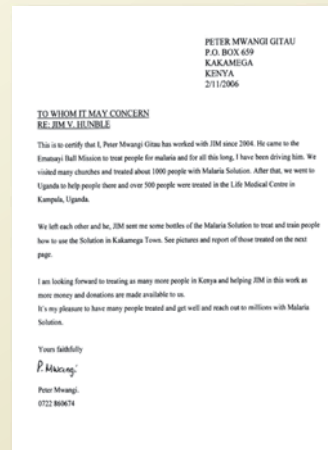 PETER MWANGI GITAU
P.O. BOX 659
KAKAMEGA
KENYA
2/11/2006
TO WHOM IT MAY CONCERN
RE: JIM V. HUNBLE
This is to certify that I, Peter Mwangi Gitau has worked with JIM since 2004. He came to the
Ematsayi Ball Mission to treat people for malaria and for all this long, I have been driving him. We
visited many churches and treated about 1000 people with Malaria Solution. After that, we went to
Uganda to help people there and over 500 people were treated in the Life Medical Centre in
Kampala, Uganda.
We left each other and he, JIM sent me some bottles of the Malaria Solution to treat and train people
how to use the Solution in Kakamega Town. See pictures and report of those treated on the next
page.
I am looking forward to treating as many more people in Kenya and helping JIM in this work as
more money and donations are made available to us.
It's my pleasure to have many people treated and get well and reach out to millions with Malaria
Solution.
Yours faithfully
P. Mwangi
Peter Mwangi.
0722 860674